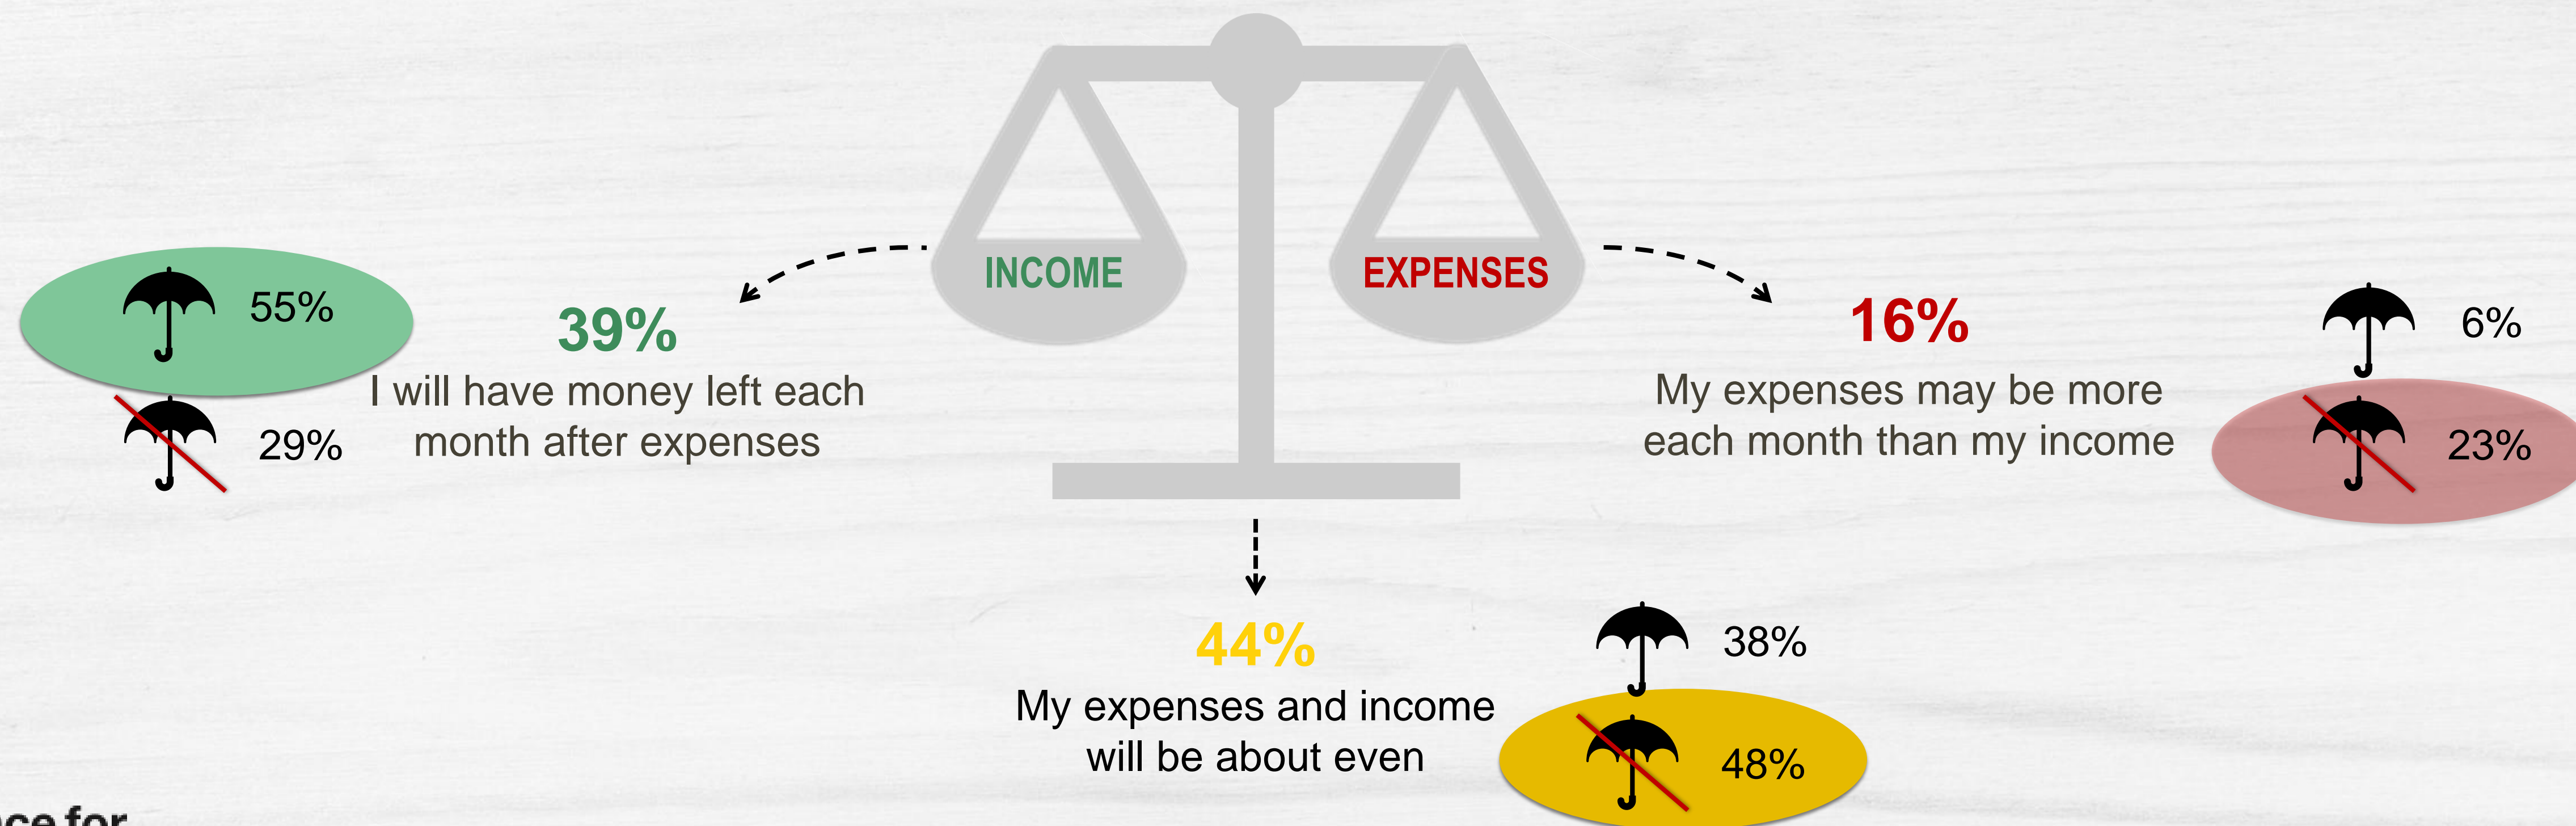 INCOME
EXPENSES
55%
29%
39%
I will have money left each
month after expenses
16%
My expenses may be more
each month than my income
6%
23%
44%
My expenses and income
will be about even
38%
48%
for